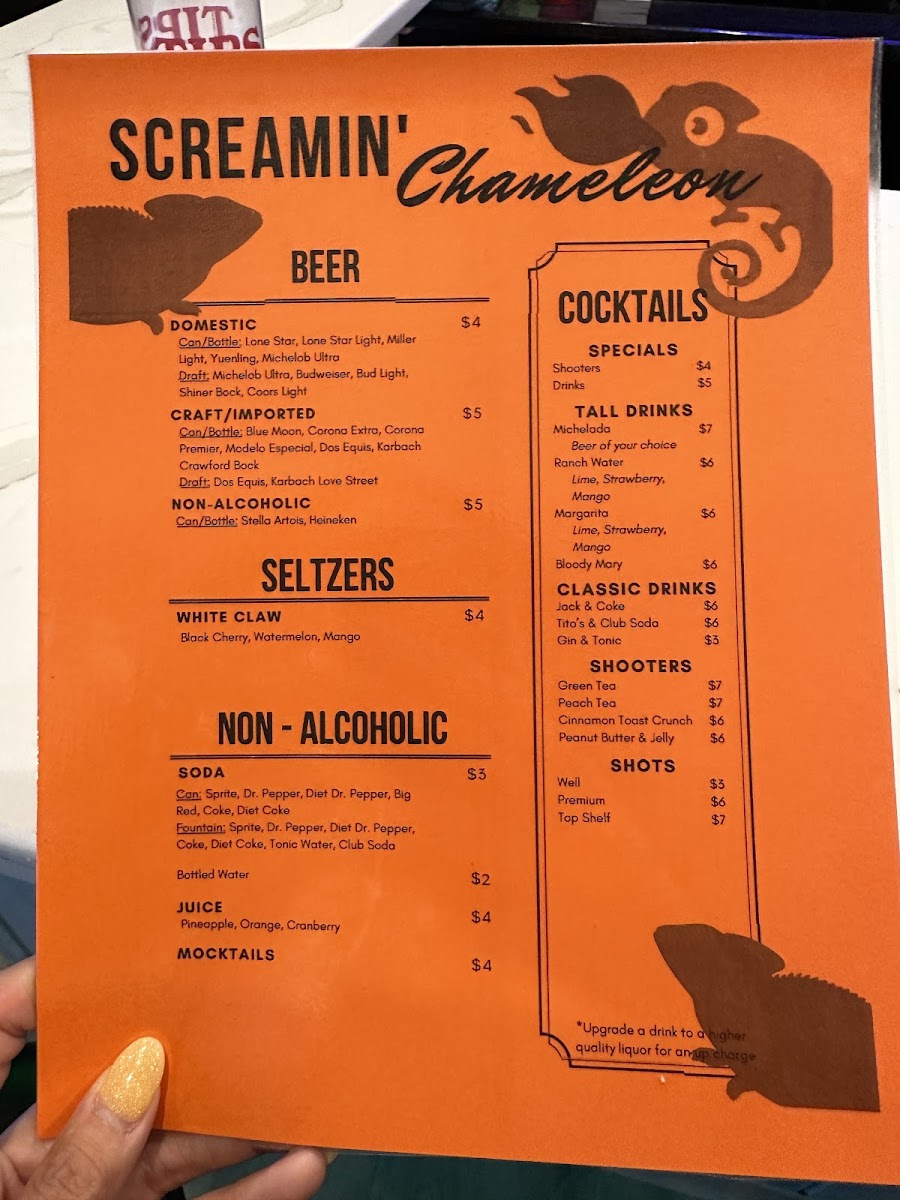 TIPS
TIPS
SCREAMIN'
Chameleon
BEER
DOMESTIC $4
Can/Bottle: Lone Star, Lone Star Light, Miller
Light, Yuenling, Michelob Ultra
Draft: Michelob Ultra, Budweiser, Bud Light,
Shiner Bock, Coors Light
CRAFT/IMPORTED $5
Can/Bottle: Blue Moon, Corona Extra, Corona
Premier, Modelo Especial, Dos Equis, Karbach
Crawford Bock
Draft: Dos Equis, Karbach Love Street
NON-ALCOHOLIC $5
Can/Bottle: Stella Artois, Heineken
SELTZERS
WHITE CLAW $4
Black Cherry, Watermelon, Mango
NON - ALCOHOLIC
SODA $3
Can: Sprite, Dr. Pepper, Diet Dr. Pepper, Big
Red, Coke, Diet Coke
Fountain: Sprite, Dr. Pepper, Diet Dr. Pepper,
Coke, Diet Coke, Tonic Water, Club Soda
Bottled Water $2
JUICE $4
Pineapple, Orange, Cranberry
MOCKTAILS $4
COCKTAILS
SPECIALS
Shooters $4
Drinks $5
TALL DRINKS
Michelada $7
Beer of your choice
Ranch Water $6
Lime, Strawberry,
Mango
Margarita $6
Lime, Strawberry,
Mango
Bloody Mary $6
CLASSIC DRINKS
Jack & Coke $6
Tito's & Club Soda $6
Gin & Tonic $3
SHOOTERS
Green Tea $7
Peach Tea $7
Cinnamon Toast Crunch $6
Peanut Butter & Jelly $6
SHOTS
Well $3
Premium $6
Top Shelf $7
*Upgrade a drink to a higher
quality liquor for an up charge